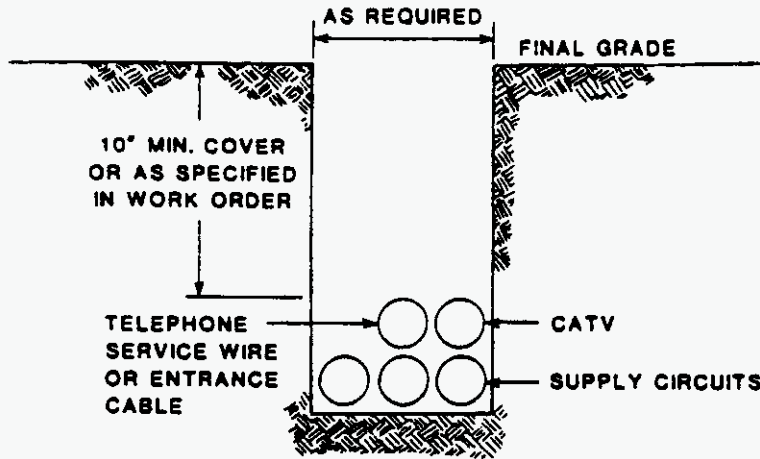 AS REQUIRED
FINAL GRADE
10" MIN. COVER
OR AS SPECIFIED
IN WORK ORDER
TELEPHONE
SERVICE WIRE
OR ENTRANCE
CABLE
CATV
SUPPLY CIRCUITS